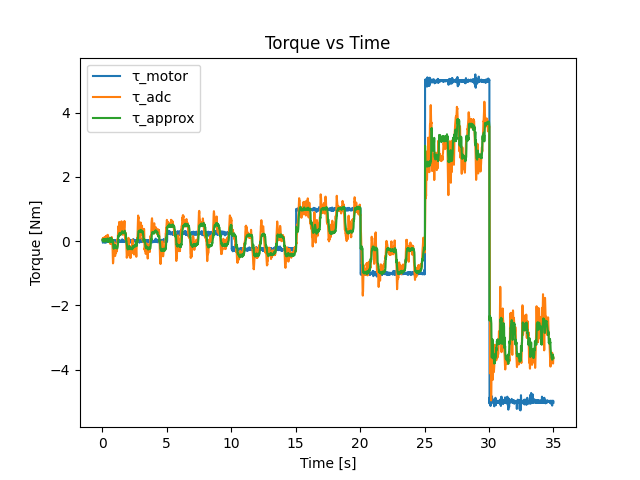 Torque vs Time
τ_motor
τ_adc
τ_approx
Torque [Nm]
4
2
0
−2
−4
0 5 10 15 20 25 30 35
Time [s]